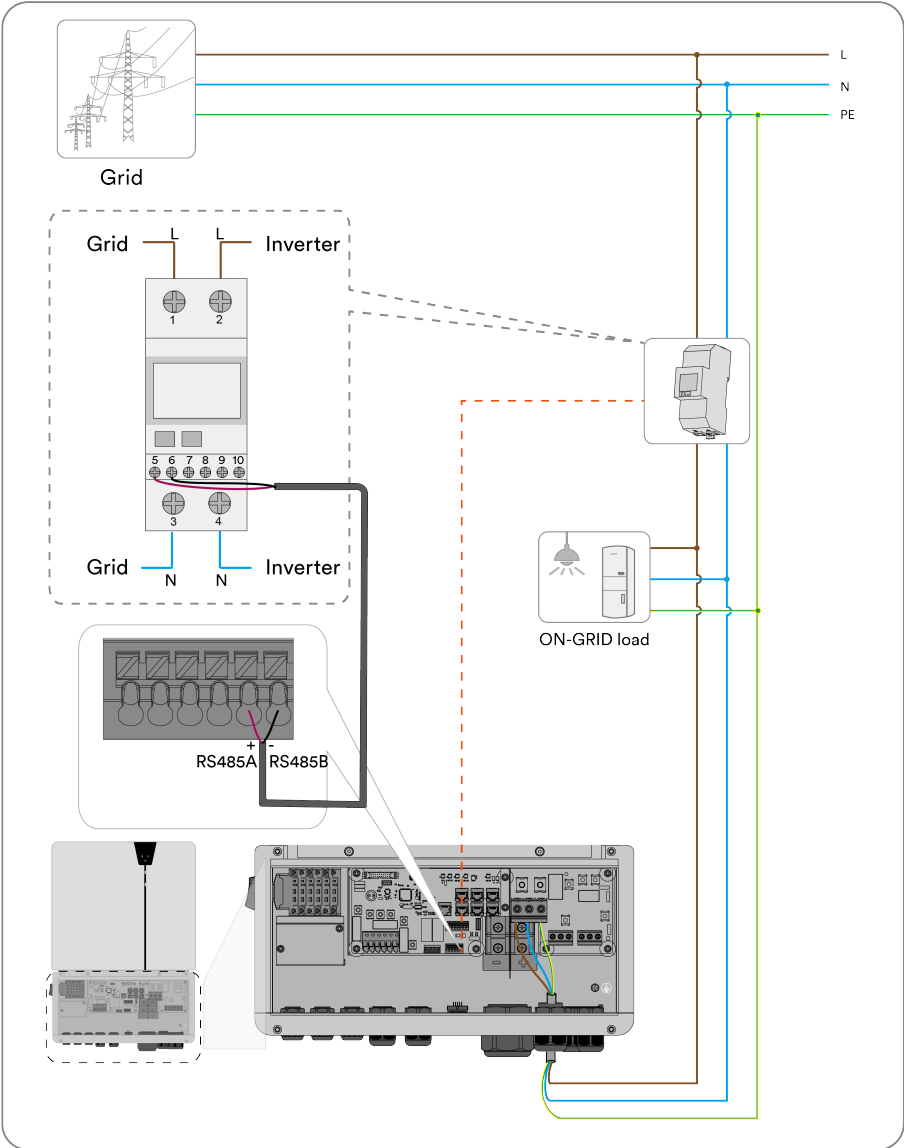 L
N
PE
Grid
Grid L L Inverter
1 2
5 6 7 8 9 10
3 4
Grid N N Inverter
ON-GRID load
+ -
RS485A RS485B
- +